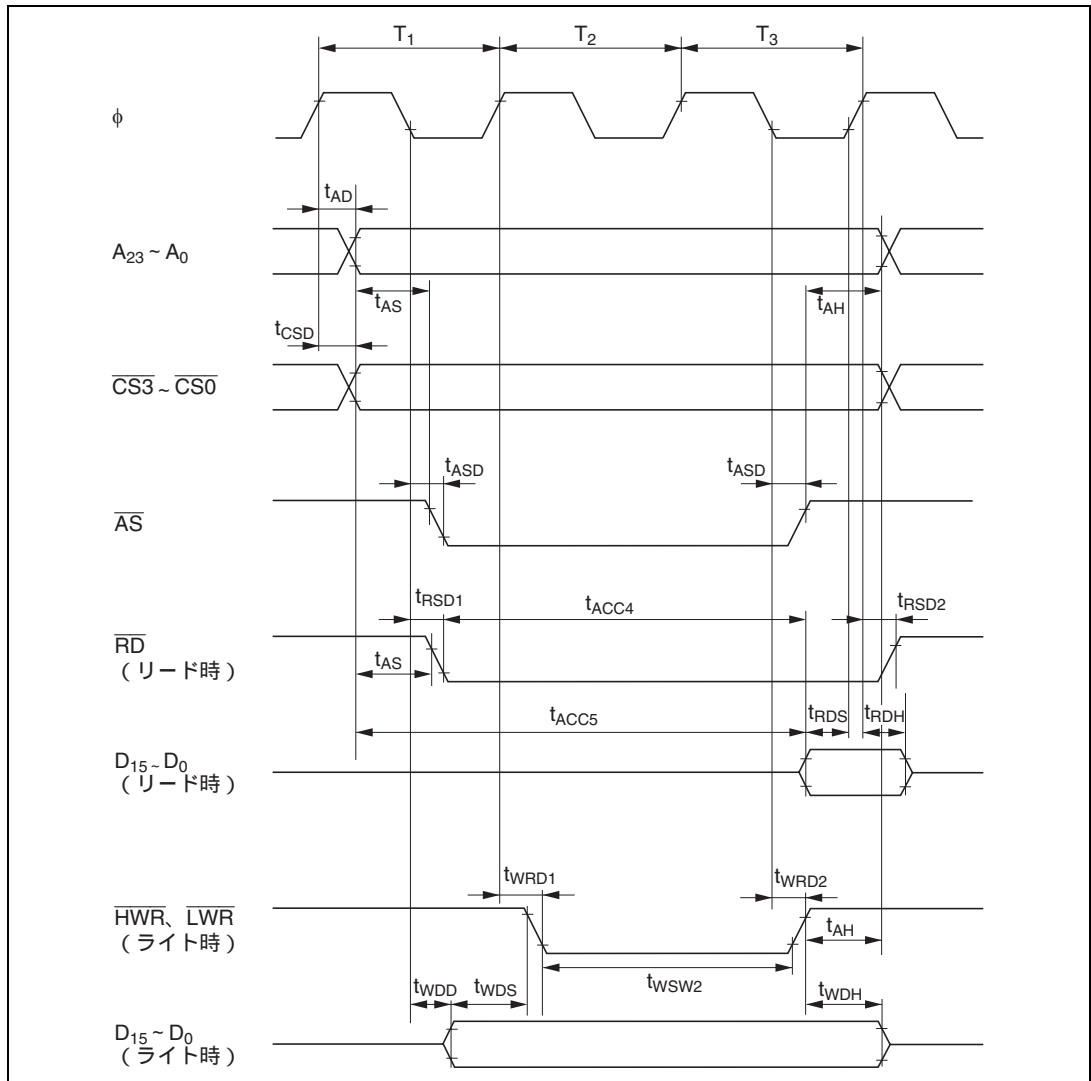 T1 T2 T3
φ
tAD
A23 ~ A0
tAS tAH
tCSD
CS3 ~ CS0
tASD tASD
AS
tRSD1 tACC4 tRSD2
RD
（リード時）
tAS
tACC5 tRDS tRDH
D15 ~ D0
（リード時）
tWRD1 tWRD2
HWR、LWR
（ライト時）
tAH
tWSW2
tWDD tWDS tWDH
D15 ~ D0
（ライト時）